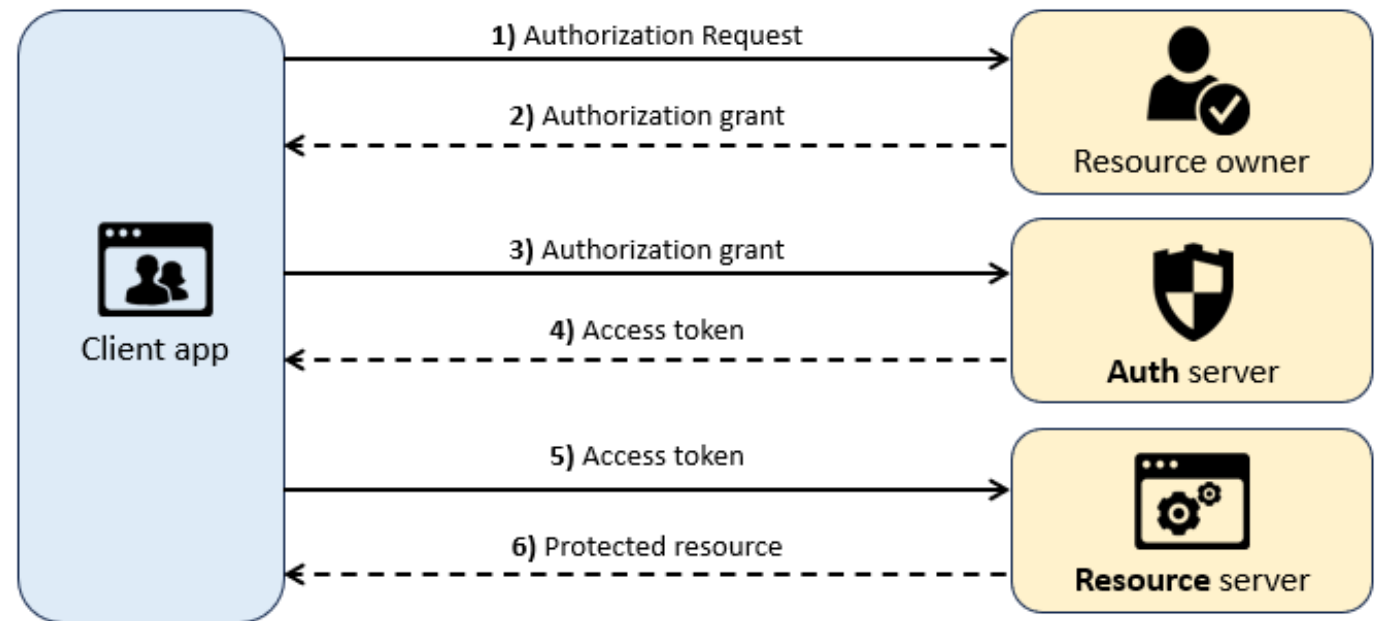 1) Authorization Request
2) Authorization grant
Resource owner
3) Authorization grant
Client app
4) Access token
Auth server
5) Access token
6) Protected resource
Resource server